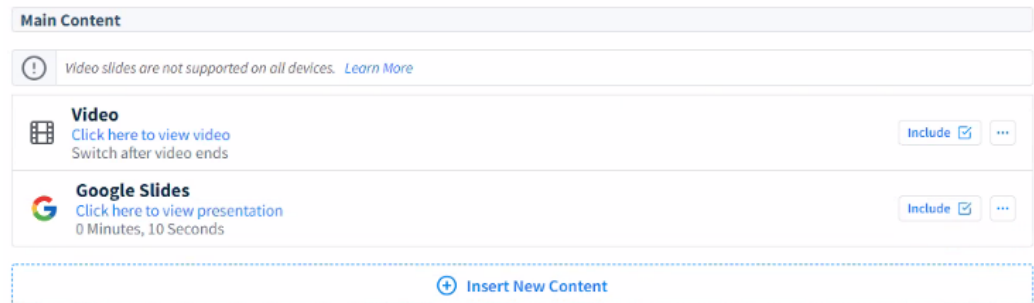 Main Content
Video slides are not supported on all devices. Learn More
Video
Click here to view video
Switch after video ends
Include
Google Slides
Click here to view presentation
0 Minutes, 10 Seconds
Include
Insert New Content